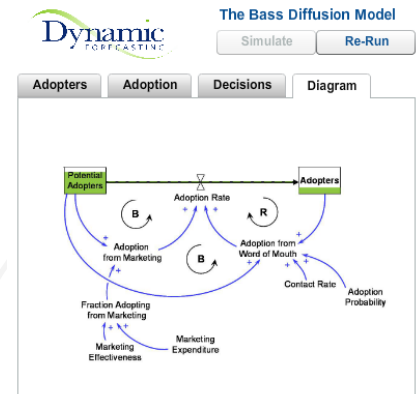 Dynamic
FORECASTING
The Bass Diffusion Model
Simulate
Re-Run
Adopters
Adoption
Decisions
Diagram
Potential
Adopters
Adopters
Adoption Rate
B
R
B
+
+
+
+
+
+
+
+
+
+
+
Adoption
from Marketing
Adoption from
Word of Mouth
Contact Rate
Adoption
Probability
Fraction Adopting
from Marketing
Marketing
Effectiveness
Marketing
Expenditure